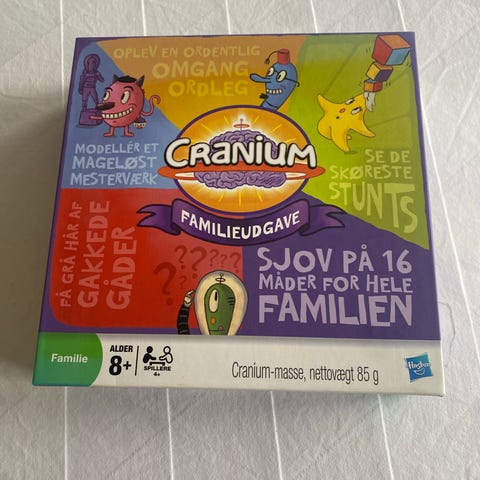 OPLEV EN ORDENTLIG
OMGANG
ORDLEG
MODELLÉR ET
MAGELØST
MESTERVÆRK
CRANIUM
FAMILIEUDGAVE
SE DE
SKØRESTE
STUNTS
FÅ GRÅ HÅR AF
GAKKEDE
GÅDER
SJOV PÅ 16
MÅDER FOR HELE
FAMILIEN
Familie
ALDER
8+
SPILLERE
4+
Cranium-masse, nettovægt 85 g
Hasbro